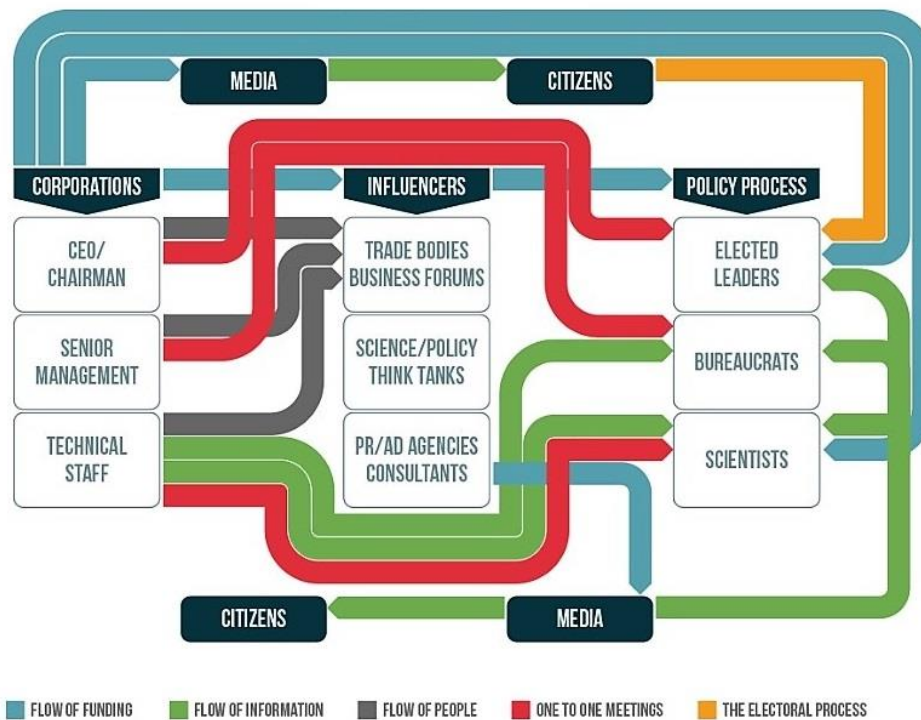 MEDIA
CITIZENS
CORPORATIONS
INFLUENCERS
POLICY PROCESS
CEO/
CHAIRMAN
TRADE BODIES
BUSINESS FORUMS
ELECTED
LEADERS
SENIOR
MANAGEMENT
SCIENCE/POLICY
THINK TANKS
BUREAUCRATS
TECHNICAL
STAFF
PR/AD AGENCIES
CONSULTANTS
SCIENTISTS
CITIZENS
MEDIA
FLOW OF FUNDING
FLOW OF INFORMATION
FLOW OF PEOPLE
ONE TO ONE MEETINGS
THE ELECTORAL PROCESS